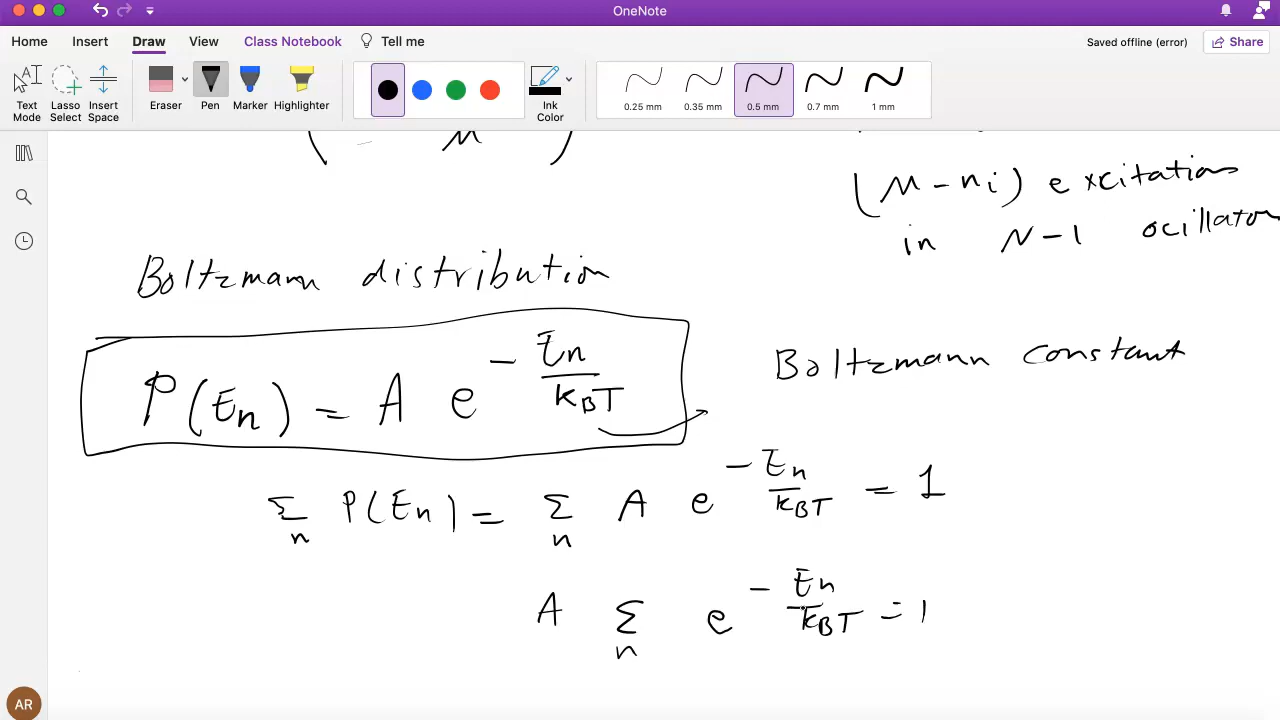 OneNote
Home Insert Draw View Class Notebook Tell me
Saved offline (error) Share
Text Mode Lasso Select Insert Space Eraser Pen Marker Highlighter Ink Color 0.25 mm 0.35 mm 0.5 mm 0.7 mm 1 mm
( M )
(M - ni) excitations
in N-1 ocillator
Boltzmann distribution
P(En) = A e^{-En/kBT}
Boltzmann constant
Σn P(En) = Σn A e^{-En/kBT} = 1
A Σn e^{-En/kBT} = 1
AR